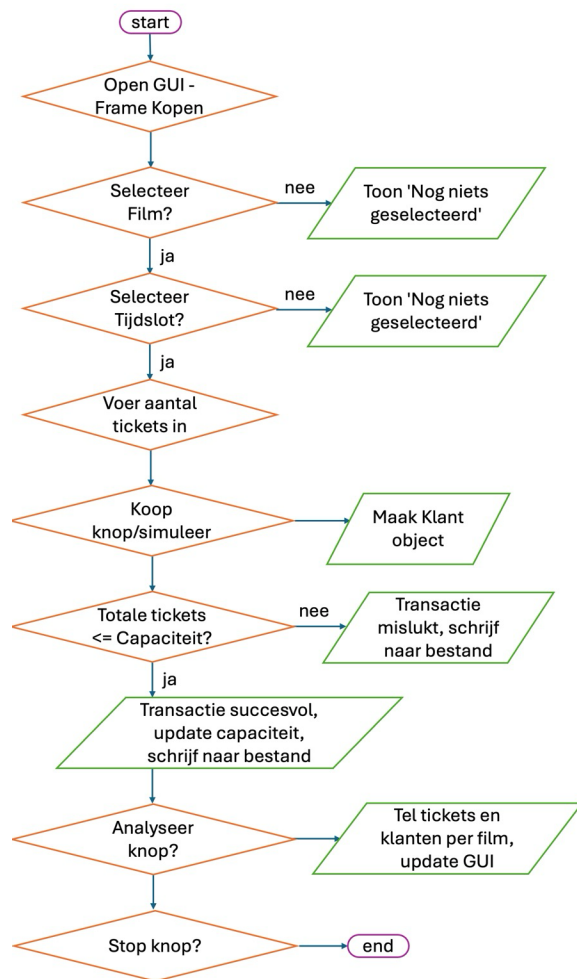 start
Open GUI -
Frame Kopen
Selecteer
Film?
nee
Toon 'Nog niets
geselecteerd'
ja
Selecteer
Tijdslot?
nee
Toon 'Nog niets
geselecteerd'
ja
Voer aantal
tickets in
Koop
knop/simuleer
Maak Klant
object
Totale tickets
<= Capaciteit?
nee
Transactie
mislukt, schrijf
naar bestand
ja
Transactie succesvol,
update capaciteit,
schrijf naar bestand
Analyseer
knop?
Tel tickets en
klanten per film,
update GUI
Stop knop?
end